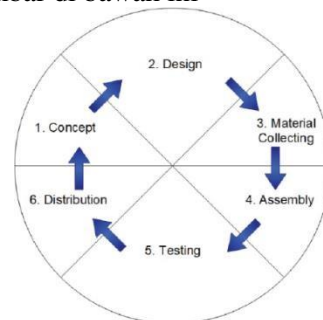 2. Design
1. Concept
3. Material
Collecting
6. Distribution
4. Assembly
5. Testing